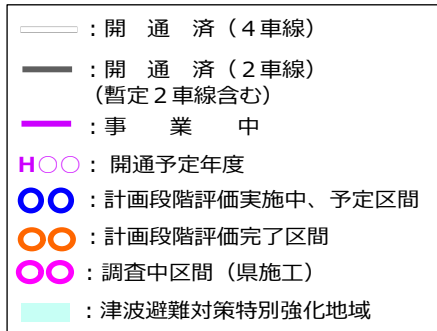 ：開　通　済（４車線）
：開　通　済（２車線）
（暫定２車線含む）
：事　　業　　中
H○○：開通予定年度
：計画段階評価実施中、予定区間
：計画段階評価完了区間
：調査中区間（県施工）
：津波避難対策特別強化地域